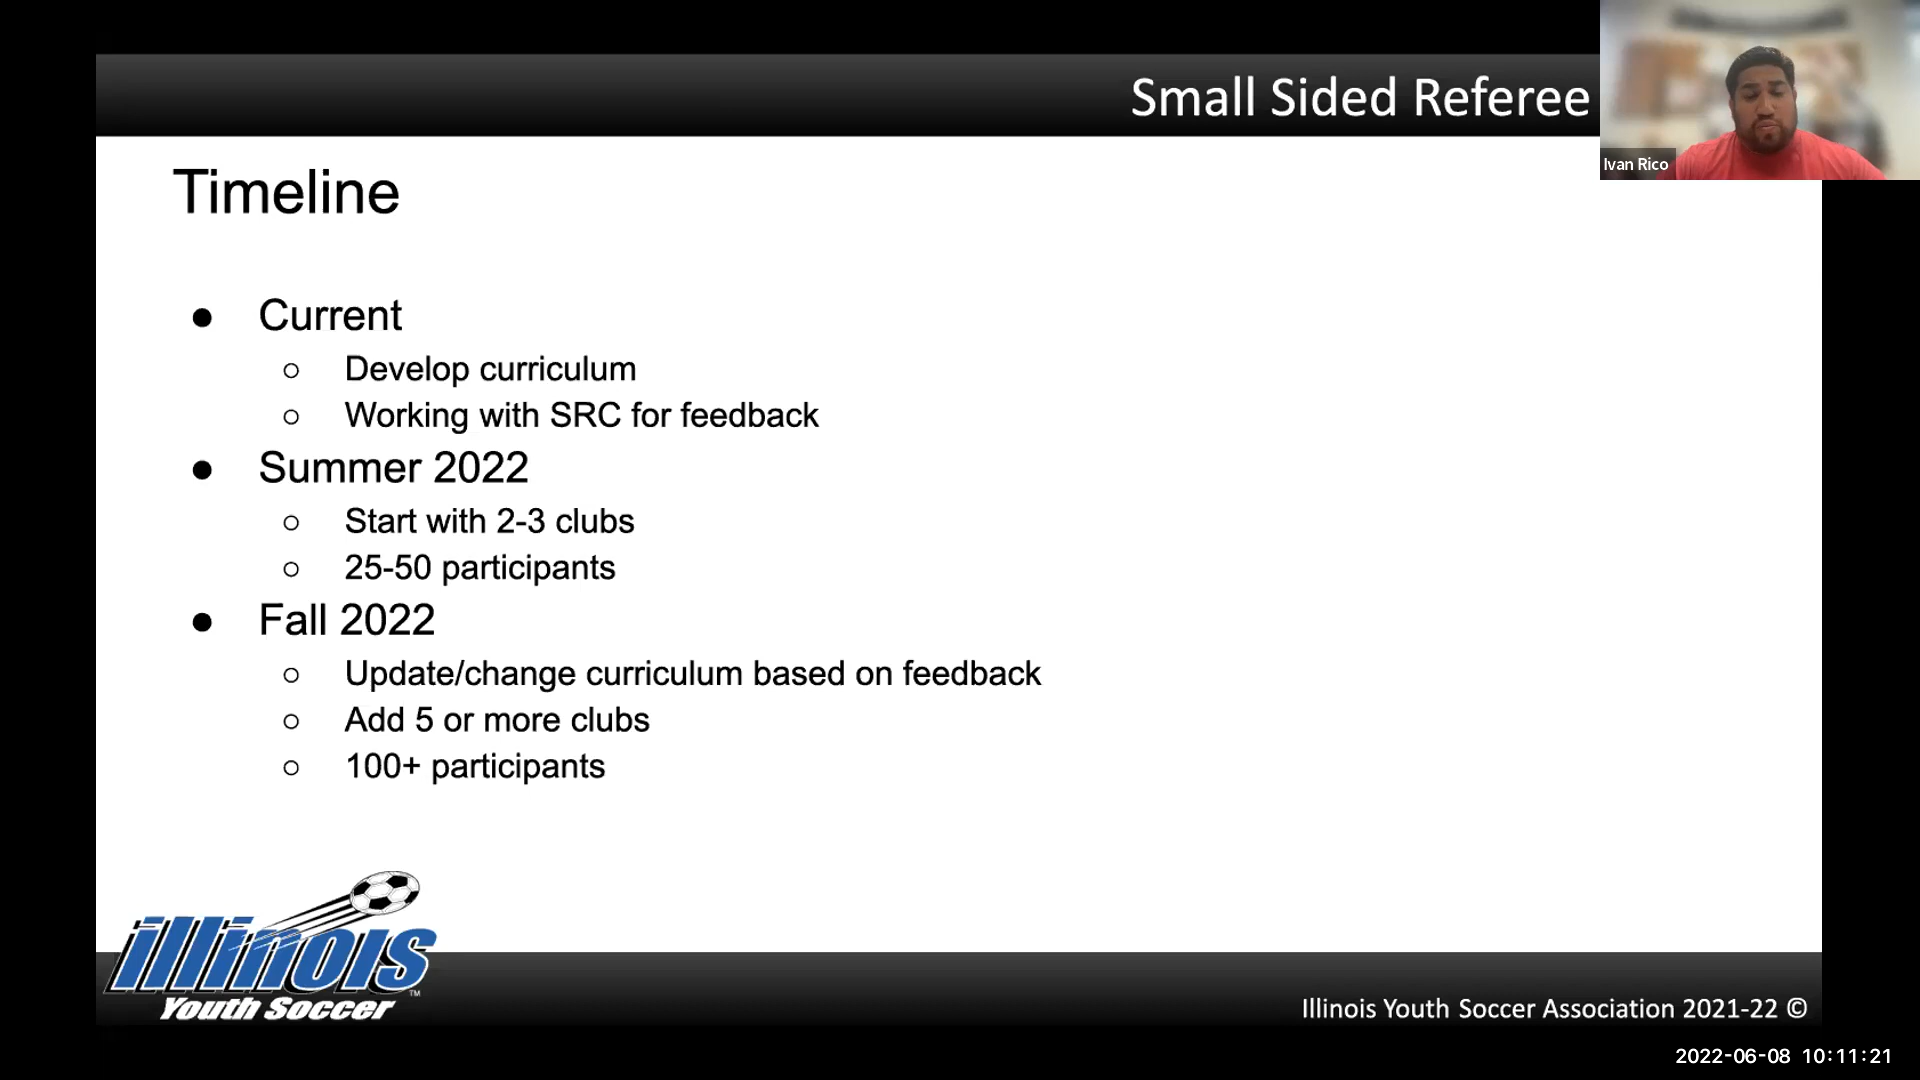 Small Sided Referee
Ivan Rico
Timeline
● Current
○ Develop curriculum
○ Working with SRC for feedback
● Summer 2022
○ Start with 2-3 clubs
○ 25-50 participants
● Fall 2022
○ Update/change curriculum based on feedback
○ Add 5 or more clubs
○ 100+ participants
illinois
Youth Soccer ™
Illinois Youth Soccer Association 2021-22 ©
2022-06-08 10:11:21